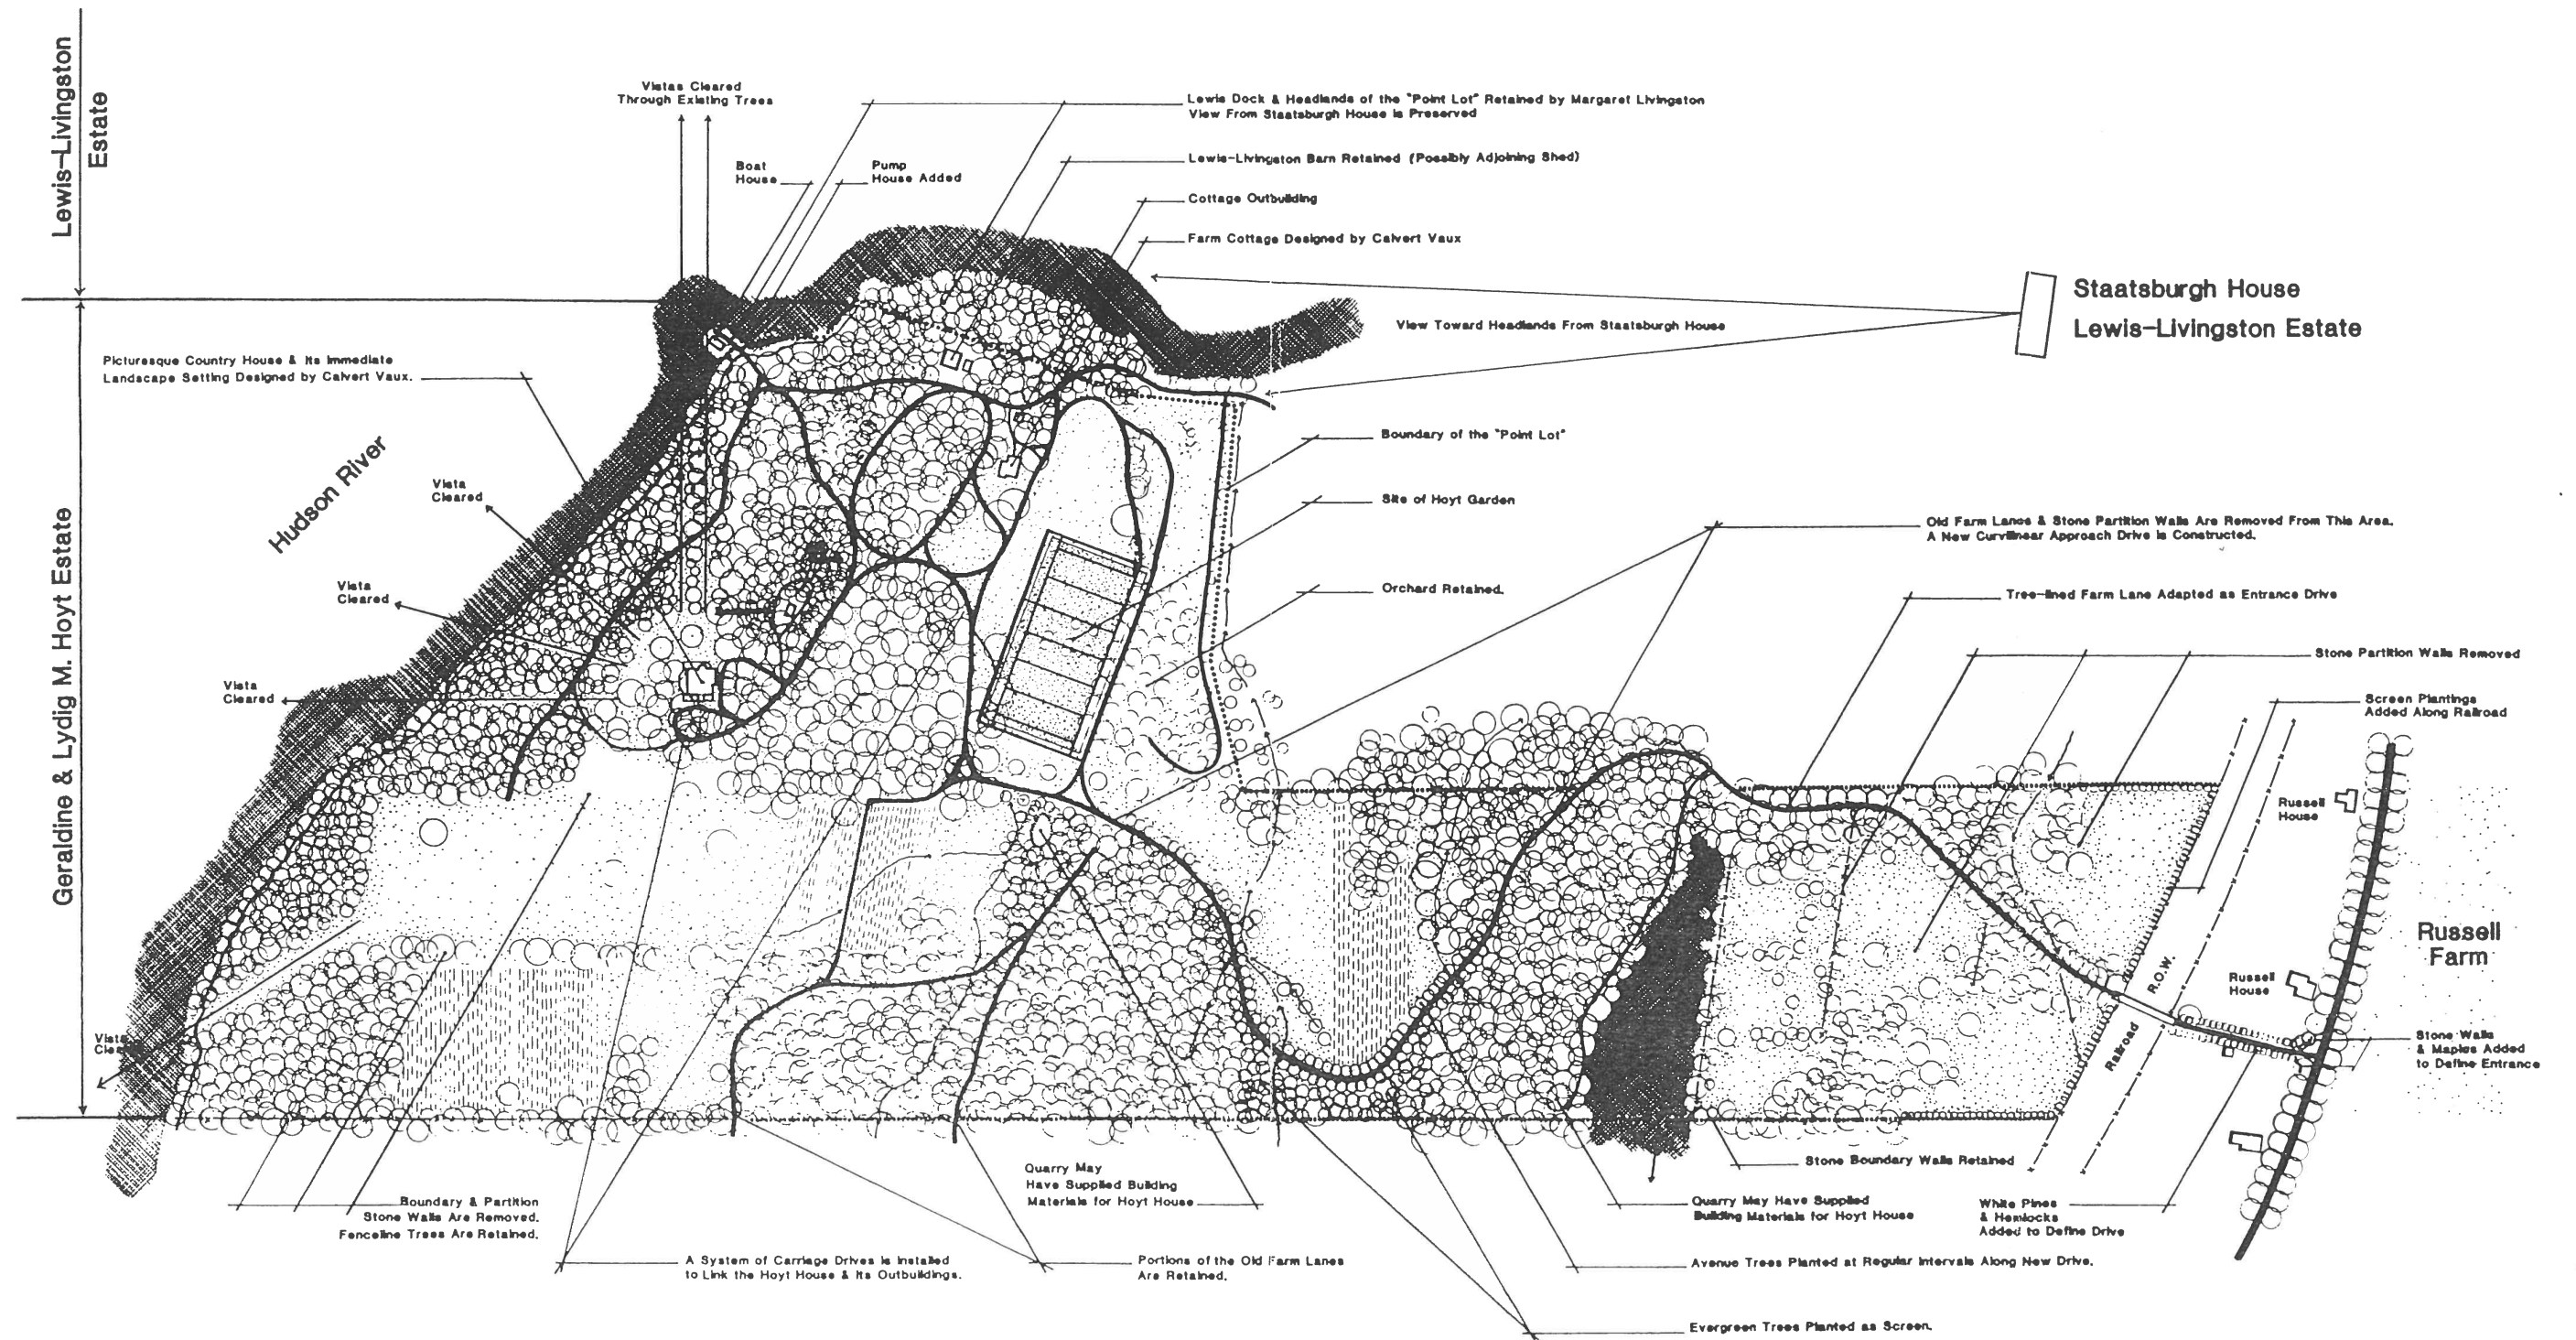 Lewis-Livingston
Estate
Vistas Cleared
Through Existing Trees
Lewis Dock & Headlands of the "Point Lot" Retained by Margaret Livingston
View From Staatsburgh House is Preserved
Boat
House
Pump
House Added
Lewis-Livingston Barn Retained (Possibly Adjoining Shed)
Cottage Outbuilding
Farm Cottage Designed by Calvert Vaux
Staatsburgh House
Lewis-Livingston Estate
View Toward Headlands From Staatsburgh House
Picturesque Country House & Its Immediate
Landscape Setting Designed by Calvert Vaux.
Hudson River
Geraldine & Lydig M. Hoyt Estate
Vista
Cleared
Vista
Cleared
Vista
Cleared
Vista
Boundary of the "Point Lot"
Site of Hoyt Garden
Orchard Retained.
Old Farm Lanes & Stone Partition Walls Are Removed From This Area.
A New Curvilinear Approach Drive is Constructed.
Tree-lined Farm Lane Adapted as Entrance Drive
Stone Partition Walls Removed
Screen Plantings
Added Along Railroad
Russell
House
Russell
Farm
Russell
House
R.O.W.
Railroad
Stone Walls
& Maples Added
to Define Entrance
Boundary & Partition
Stone Walls Are Removed.
Fenceline Trees Are Retained.
A System of Carriage Drives is Installed
to Link the Hoyt House & Its Outbuildings.
Quarry May
Have Supplied Building
Materials for Hoyt House
Portions of the Old Farm Lanes
Are Retained.
Stone Boundary Walls Retained
Quarry May Have Supplied
Building Materials for Hoyt House
White Pines
& Hemlocks
Added to Define Drive
Avenue Trees Planted at Regular Intervals Along New Drive.
Evergreen Trees Planted as Screen.